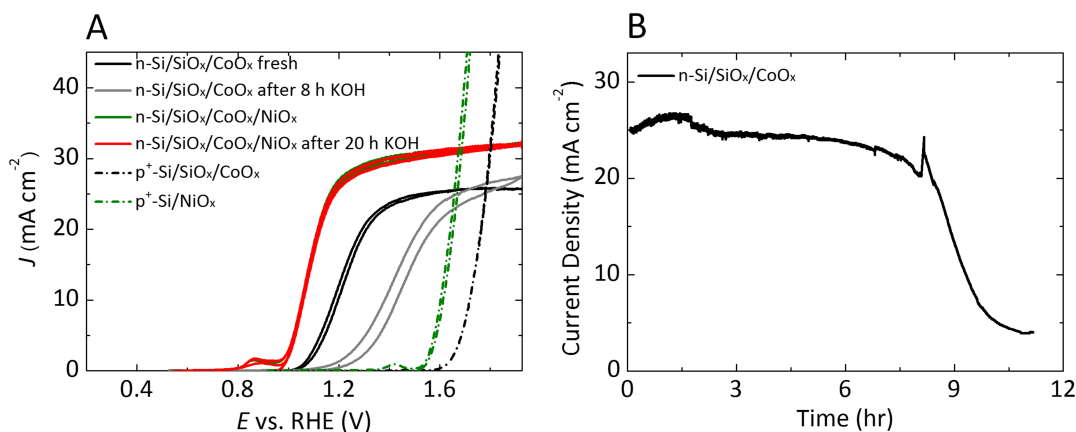 A
n-Si/SiOₓ/CoOₓ fresh
n-Si/SiOₓ/CoOₓ after 8 h KOH
n-Si/SiOₓ/CoOₓ/NiOₓ
n-Si/SiOₓ/CoOₓ/NiOₓ after 20 h KOH
p⁺-Si/SiOₓ/CoOₓ
p⁺-Si/NiOₓ
J (mA cm⁻²)
40
30
20
10
0
0.4 0.8 1.2 1.6
E vs. RHE (V)
B
n-Si/SiOₓ/CoOₓ
Current Density (mA cm⁻²)
30
20
10
0
0 3 6 9 12
Time (hr)